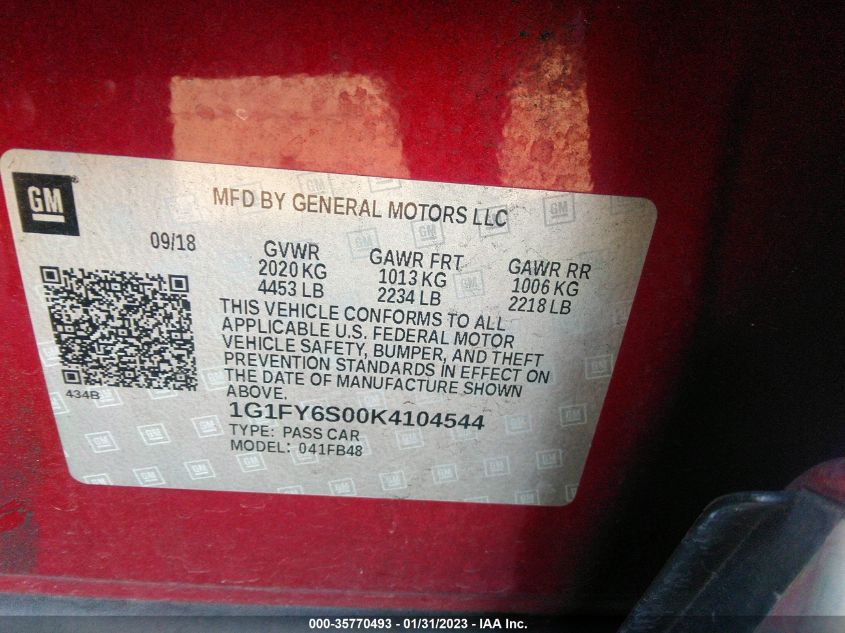 GM
MFD BY GENERAL MOTORS LLC
09/18
GVWR
2020 KG
4453 LB
GAWR FRT
1013 KG
2234 LB
GAWR RR
1006 KG
2218 LB
THIS VEHICLE CONFORMS TO ALL
APPLICABLE U.S. FEDERAL MOTOR
VEHICLE SAFETY, BUMPER, AND THEFT
PREVENTION STANDARDS IN EFFECT ON
THE DATE OF MANUFACTURE SHOWN
ABOVE.
434B
1G1FY6S00K4104544
TYPE: PASS CAR
MODEL: 041FB48
000-35770493 - 01/31/2023 - IAA Inc.